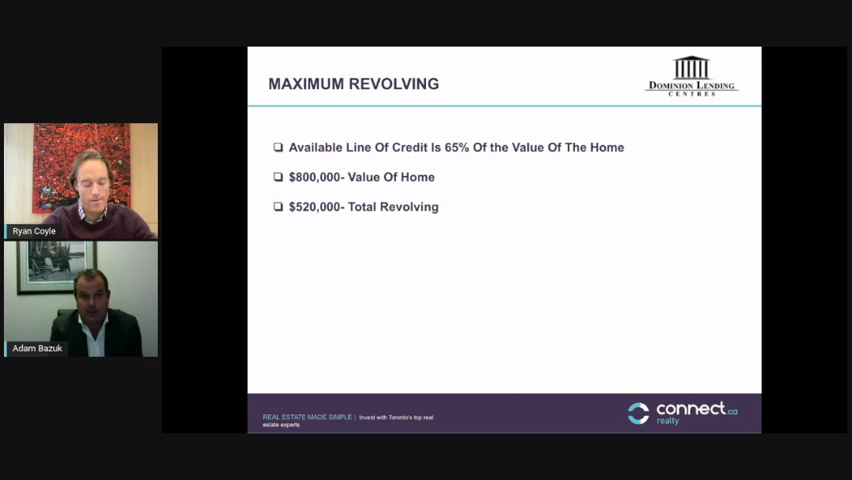 MAXIMUM REVOLVING
DOMINION LENDING
CENTRES
Available Line Of Credit Is 65% Of the Value Of The Home
$800,000- Value Of Home
$520,000- Total Revolving
Ryan Coyle
Adam Bazuk
REAL ESTATE MADE SIMPLE | Invest with Toronto's top real
estate experts
connect.ca
realty